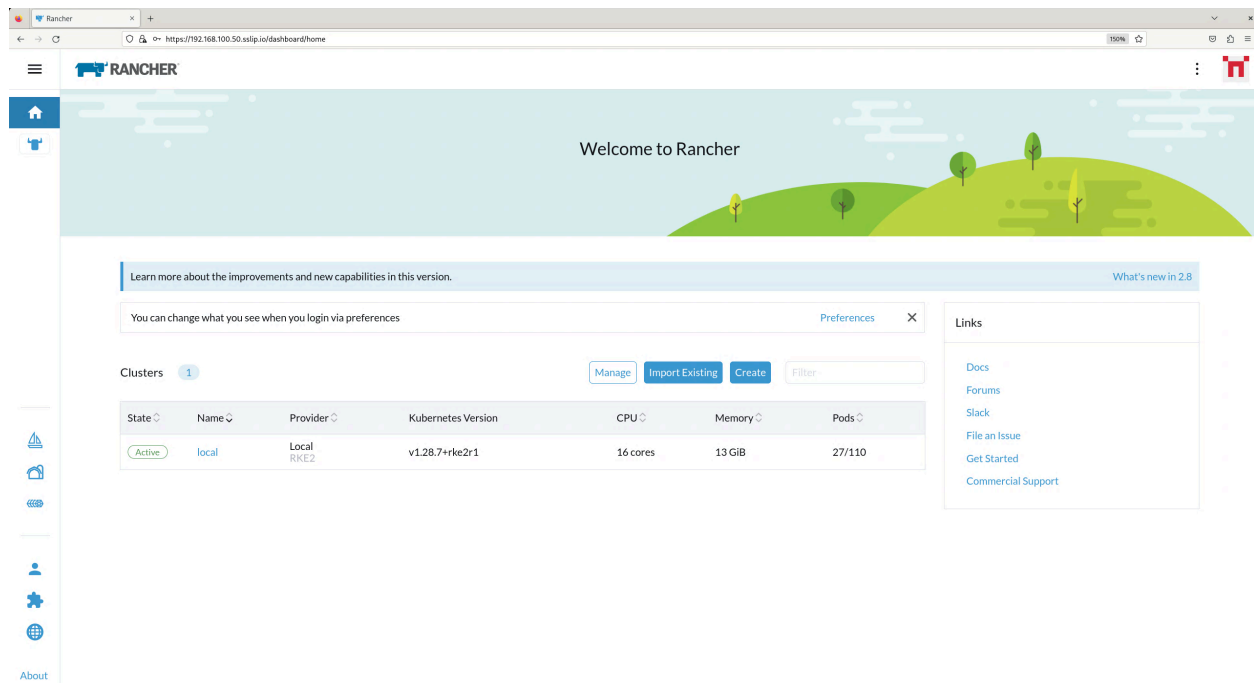 Rancher
https://192.168.100.50.sslip.io/dashboard/home
150%
RANCHER
Welcome to Rancher
Learn more about the improvements and new capabilities in this version.
What's new in 2.8
You can change what you see when you login via preferences
Preferences
Links
Clusters 1
Manage
Import Existing
Create
Filter
Docs
Forums
Slack
File an Issue
Get Started
Commercial Support
State Name Provider Kubernetes Version CPU Memory Pods
Active local Local v1.28.7+rke2r1 16 cores 13 GiB 27/110
RKE2
About